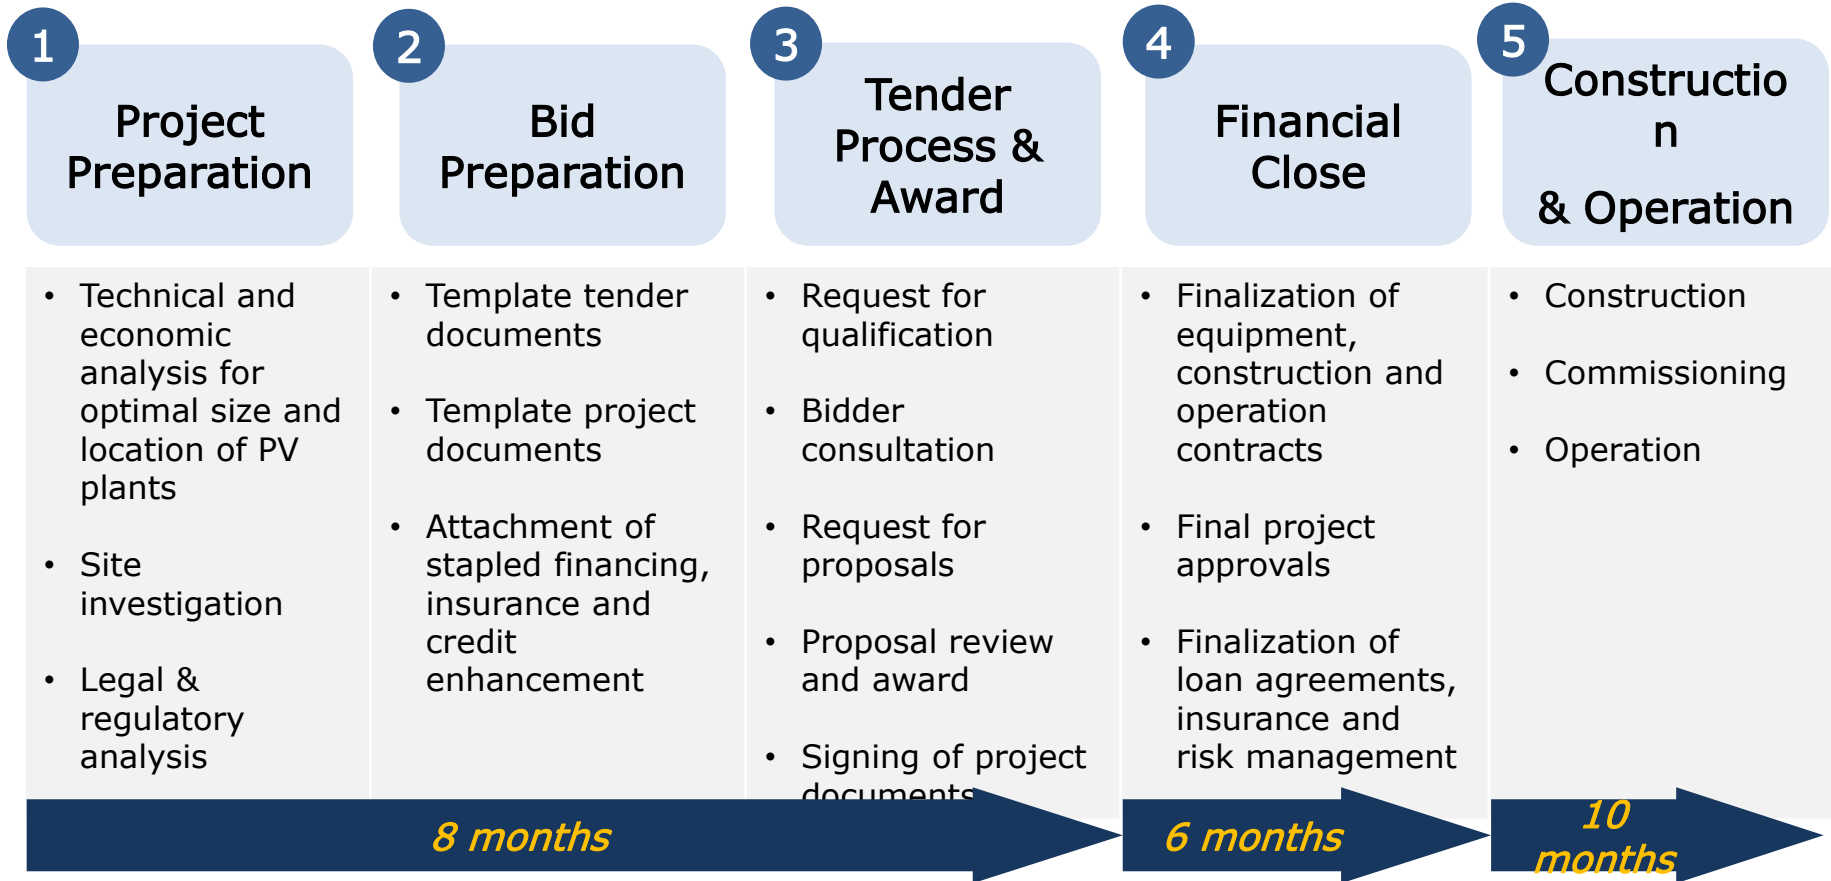 1
Project
Preparation
2
Bid
Preparation
3
Tender
Process &
Award
4
Financial
Close
5
Constructio
n
& Operation
• Technical and
economic
analysis for
optimal size and
location of PV
plants
• Site
investigation
• Legal &
regulatory
analysis
• Template tender
documents
• Template project
documents
• Attachment of
stapled financing,
insurance and
credit
enhancement
• Request for
qualification
• Bidder
consultation
• Request for
proposals
• Proposal review
and award
• Signing of project
documents
• Finalization of
equipment,
construction and
operation
contracts
• Final project
approvals
• Finalization of
loan agreements,
insurance and
risk management
• Construction
• Commissioning
• Operation
8 months
6 months
10
months